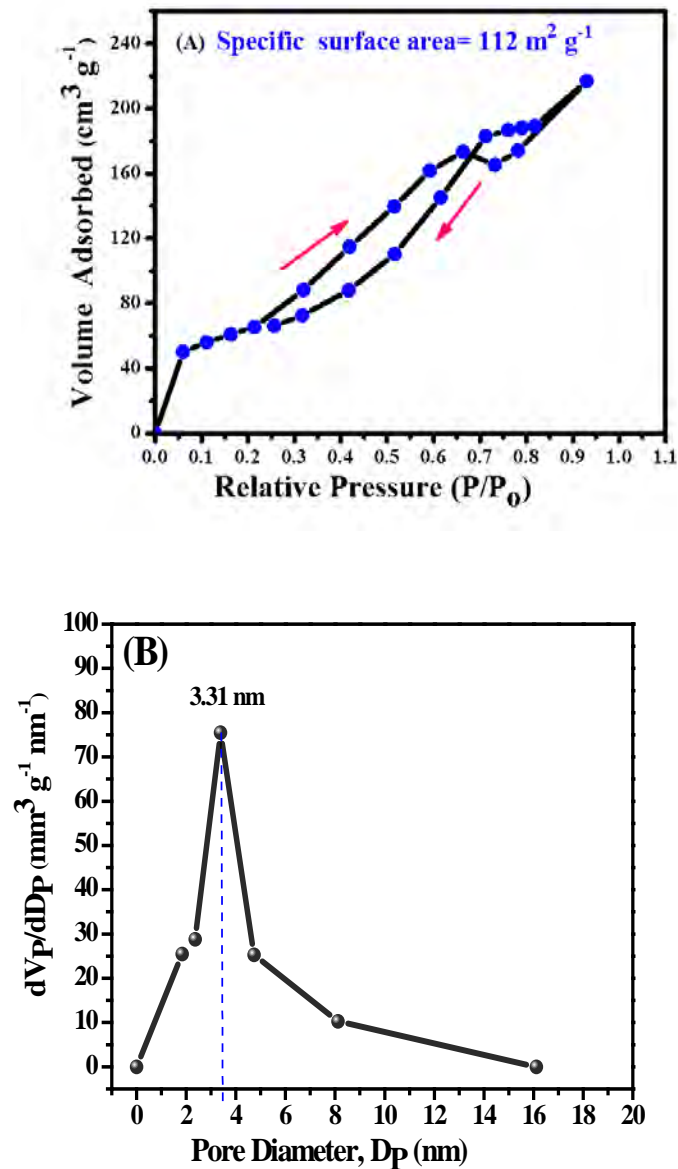 (A) Specific surface area= 112 m² g⁻¹
240
200
160
120
80
40
0
Volume Adsorbed (cm³ g⁻¹)
0.0 0.1 0.2 0.3 0.4 0.5 0.6 0.7 0.8 0.9 1.0 1.1
Relative Pressure (P/P₀)
(B)
3.31 nm
100
90
80
70
60
50
40
30
20
10
0
dVP/dDP (mm³ g⁻¹ nm⁻¹)
0 2 4 6 8 10 12 14 16 18 20
Pore Diameter, DP (nm)